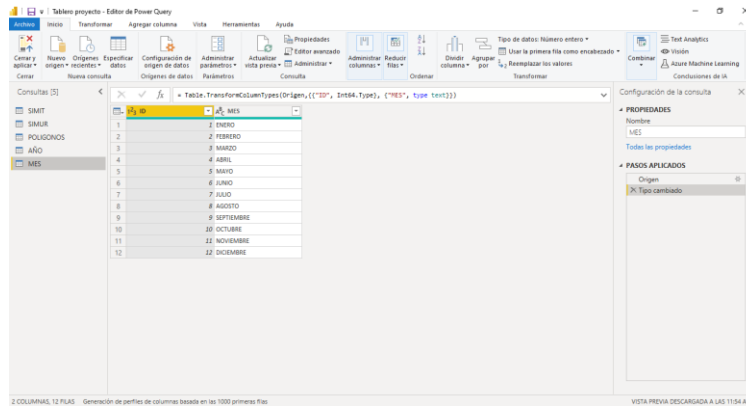 Tablero proyecto - Editor de Power Query
Archivo Inicio Transformar Agregar columna Vista Herramientas Ayuda
Cerrar y aplicar
Nuevo origen
Orígenes recientes
Especificar datos
Configuración de origen de datos
Administrar parámetros
Actualizar vista previa
Propiedades
Editor avanzado
Administrar
Administrar columnas
Reducir filas
Dividir columna
Agrupar por
Tipo de datos: Número entero
Usar la primera fila como encabezado
Reemplazar los valores
Combinar
Text Analytics
Visión
Azure Machine Learning
Cerrar Nueva consulta Orígenes de datos Parámetros Consulta Ordenar Transformar Conclusiones de IA
Consultas [5]
SIMIT
SIMUR
POLIGONOS
AÑO
MES
fx = Table.TransformColumnTypes(Origen,{{"ID", Int64.Type}, {"MES", type text}})
1²3 ID ABC MES
1 1 ENERO
2 2 FEBRERO
3 3 MARZO
4 4 ABRIL
5 5 MAYO
6 6 JUNIO
7 7 JULIO
8 8 AGOSTO
9 9 SEPTIEMBRE
10 10 OCTUBRE
11 11 NOVIEMBRE
12 12 DICIEMBRE
Configuración de la consulta
PROPIEDADES
Nombre
MES
Todas las propiedades
PASOS APLICADOS
Origen
Tipo cambiado
2 COLUMNAS, 12 FILAS Generación de perfiles de columnas basada en las 1000 primeras filas
VISTA PREVIA DESCARGADA A LAS 11:54 A